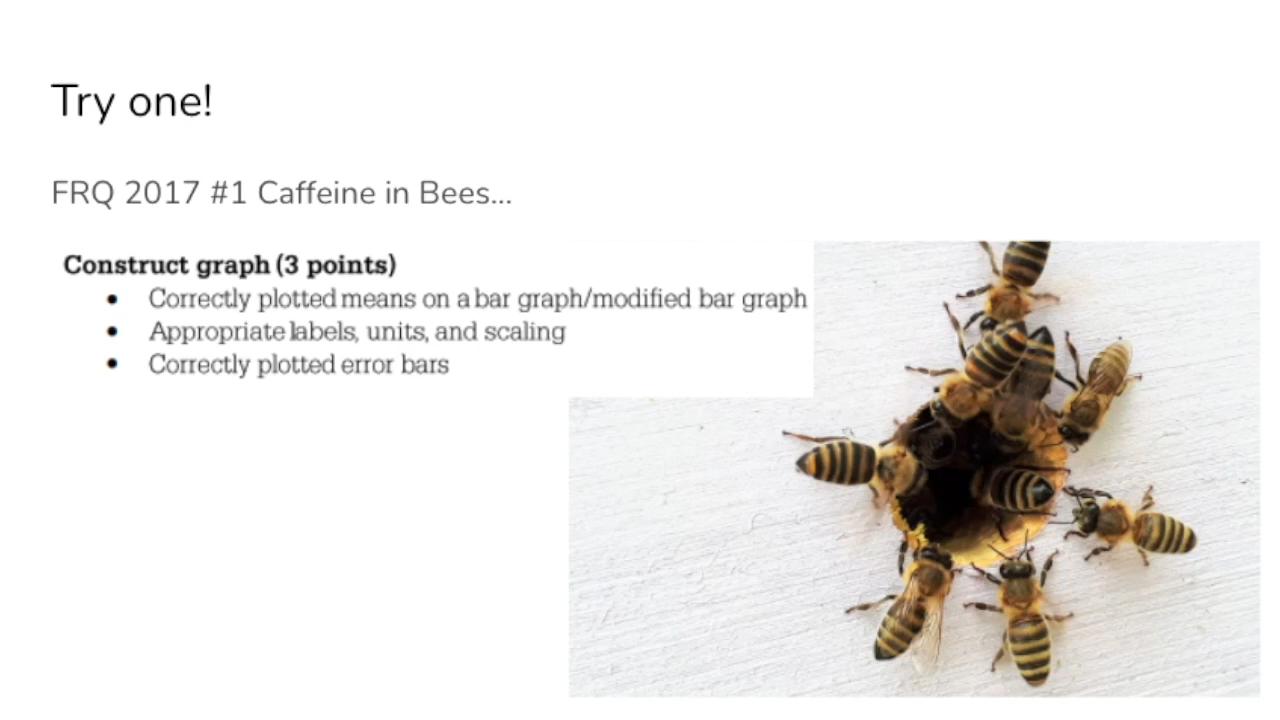 Try one!
FRQ 2017 #1 Caffeine in Bees...
Construct graph (3 points)
• Correctly plotted means on a bar graph/modified bar graph
• Appropriate labels, units, and scaling
• Correctly plotted error bars